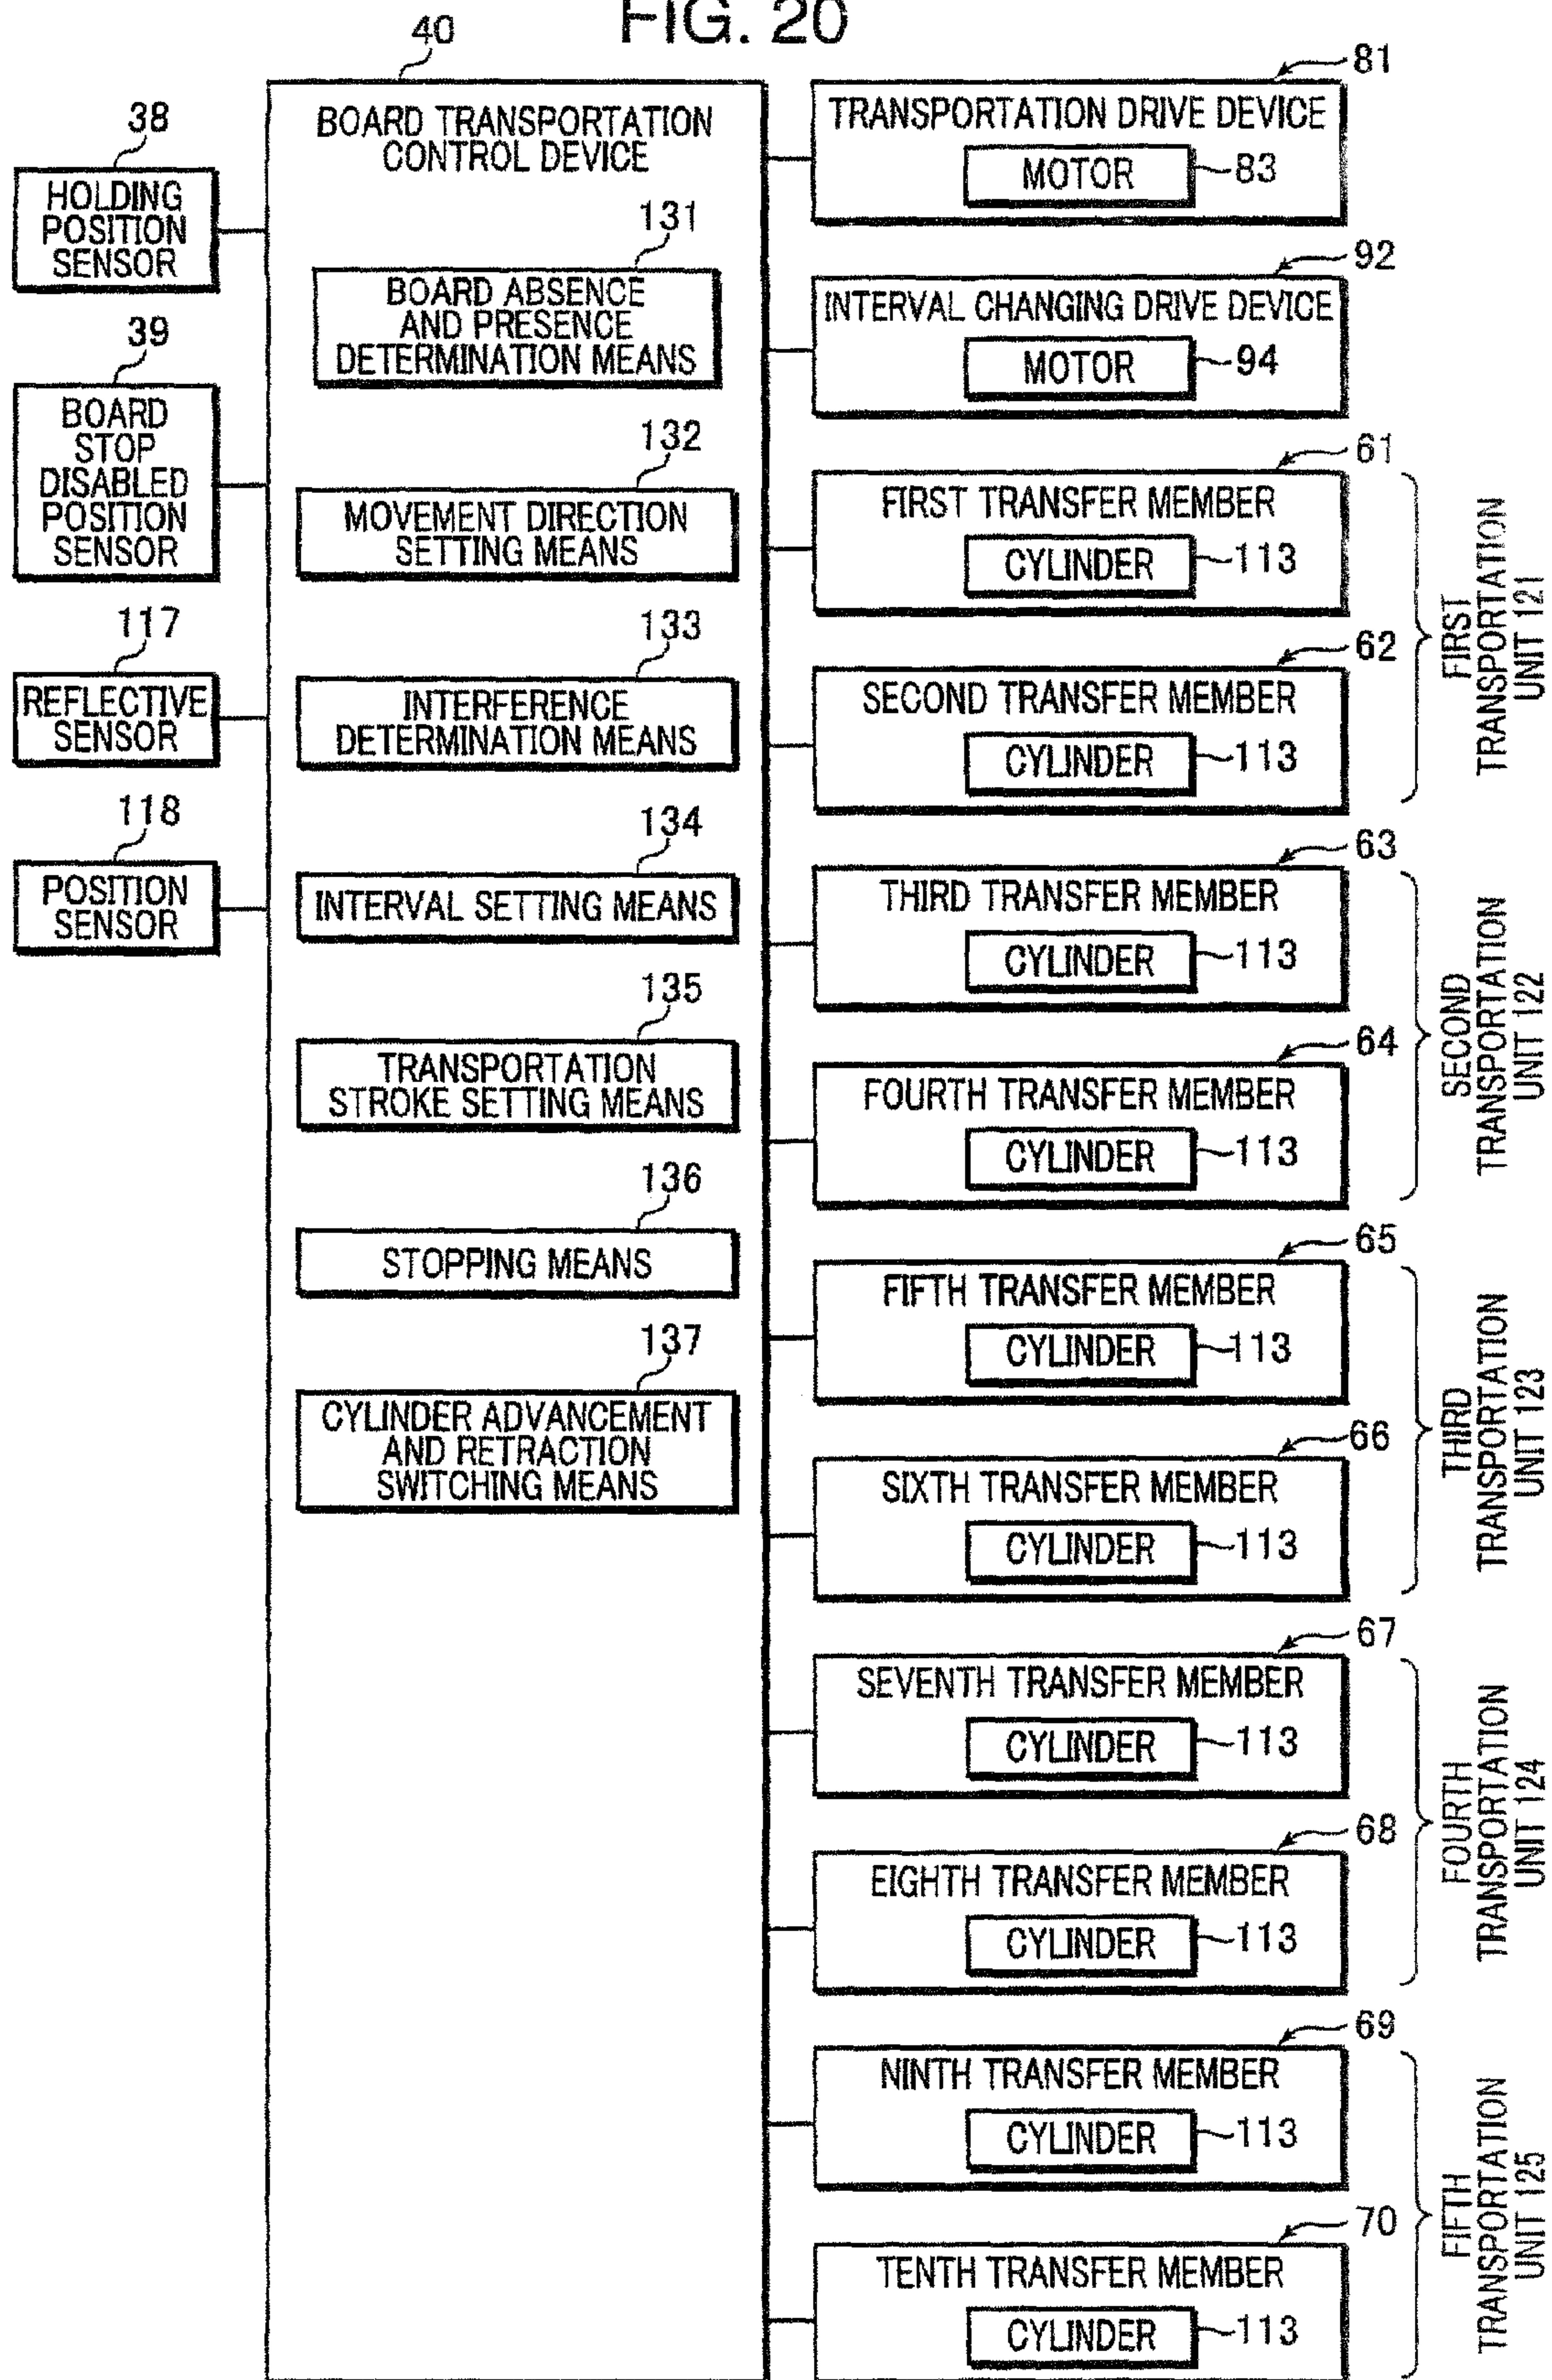 FIG. 20
40
BOARD TRANSPORTATION
CONTROL DEVICE
38
HOLDING
POSITION
SENSOR
39
BOARD
STOP
DISABLED
POSITION
SENSOR
117
REFLECTIVE
SENSOR
118
POSITION
SENSOR
131
BOARD ABSENCE
AND PRESENCE
DETERMINATION MEANS
132
MOVEMENT DIRECTION
SETTING MEANS
133
INTERFERENCE
DETERMINATION MEANS
134
INTERVAL SETTING MEANS
135
TRANSPORTATION
STROKE SETTING MEANS
136
STOPPING MEANS
137
CYLINDER ADVANCEMENT
AND RETRACTION
SWITCHING MEANS
81
TRANSPORTATION DRIVE DEVICE
MOTOR 83
92
INTERVAL CHANGING DRIVE DEVICE
MOTOR 94
61
FIRST TRANSFER MEMBER
CYLINDER 113
62
SECOND TRANSFER MEMBER
CYLINDER 113
FIRST
TRANSPORTATION
UNIT 121
63
THIRD TRANSFER MEMBER
CYLINDER 113
64
FOURTH TRANSFER MEMBER
CYLINDER 113
SECOND
TRANSPORTATION
UNIT 122
65
FIFTH TRANSFER MEMBER
CYLINDER 113
66
SIXTH TRANSFER MEMBER
CYLINDER 113
THIRD
TRANSPORTATION
UNIT 123
67
SEVENTH TRANSFER MEMBER
CYLINDER 113
68
EIGHTH TRANSFER MEMBER
CYLINDER 113
FOURTH
TRANSPORTATION
UNIT 124
69
NINTH TRANSFER MEMBER
CYLINDER 113
70
TENTH TRANSFER MEMBER
CYLINDER 113
FIFTH
TRANSPORTATION
UNIT 125